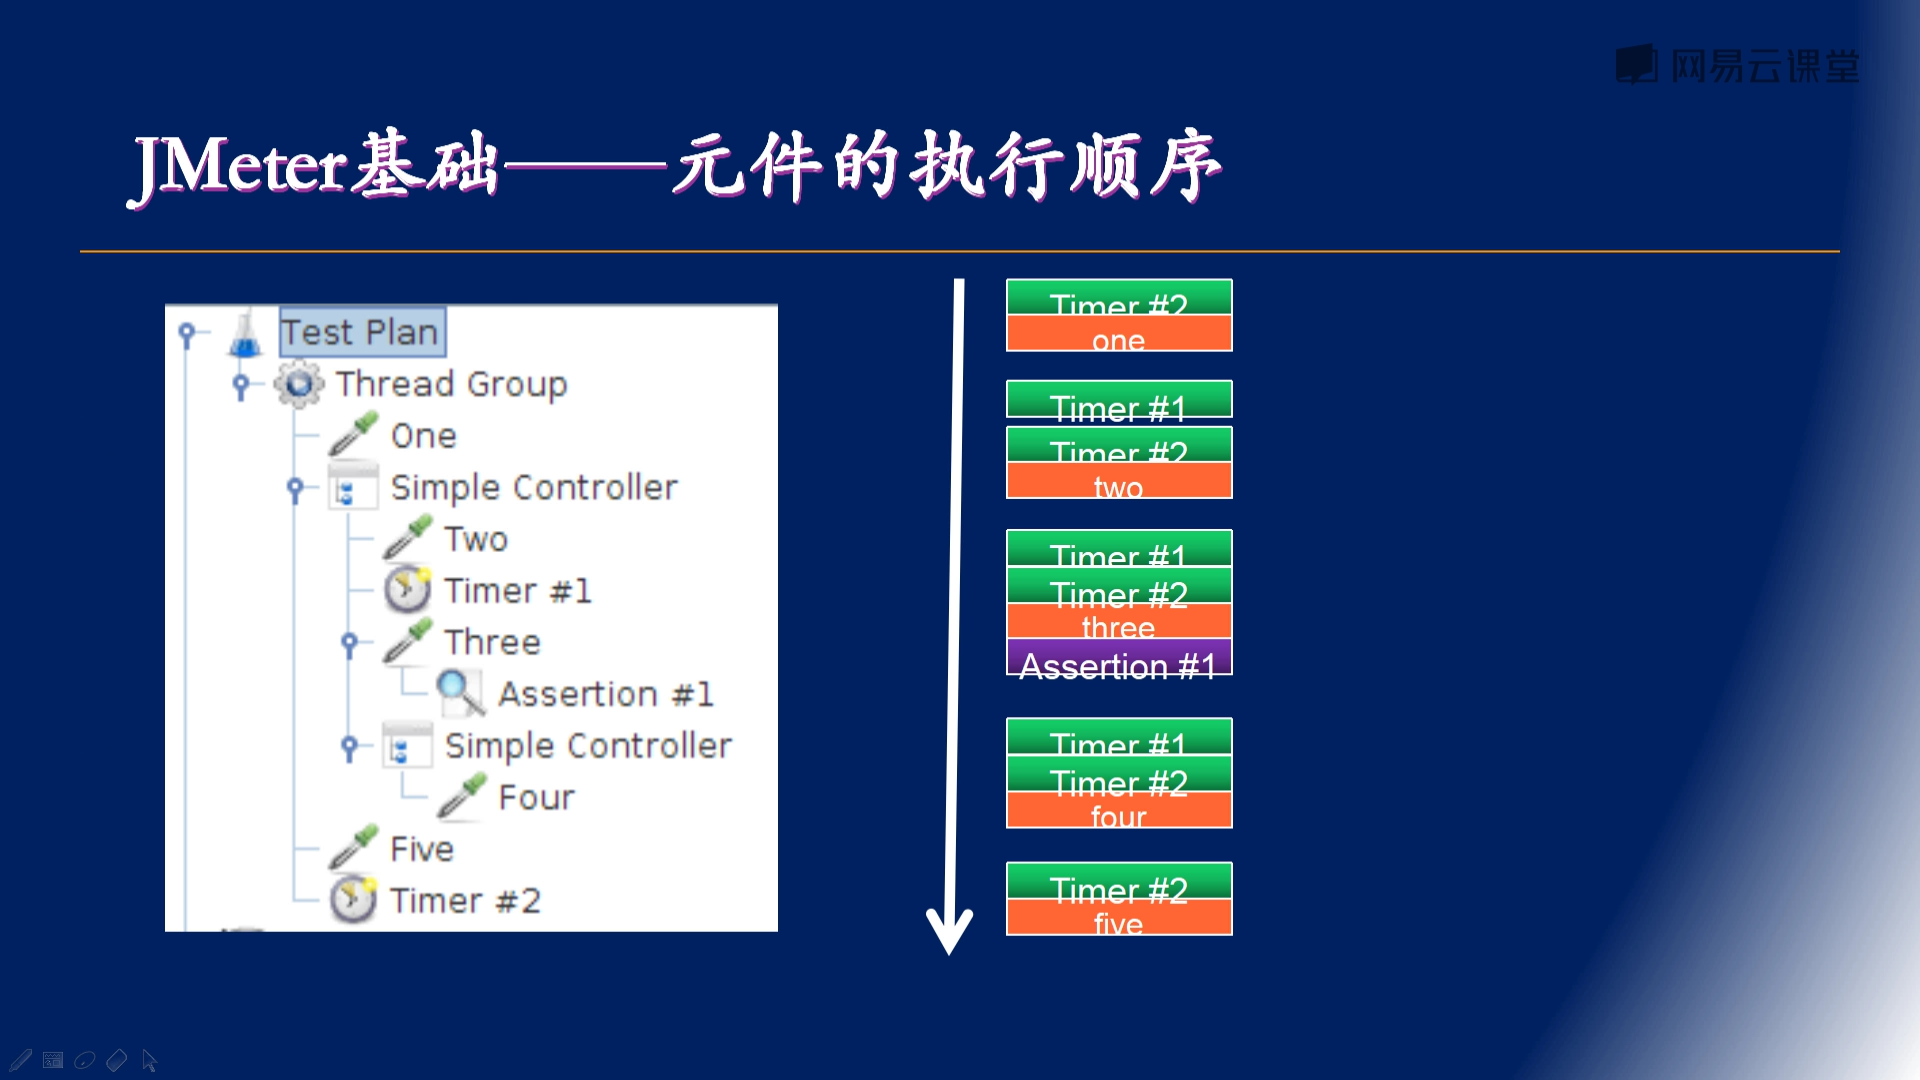 网易云课堂
JMeter基础——元件的执行顺序
Test Plan
Thread Group
One
Simple Controller
Two
Timer #1
Three
Assertion #1
Simple Controller
Four
Five
Timer #2
Timer #2
one
Timer #1
Timer #2
two
Timer #1
Timer #2
three
Assertion #1
Timer #1
Timer #2
four
Timer #2
five